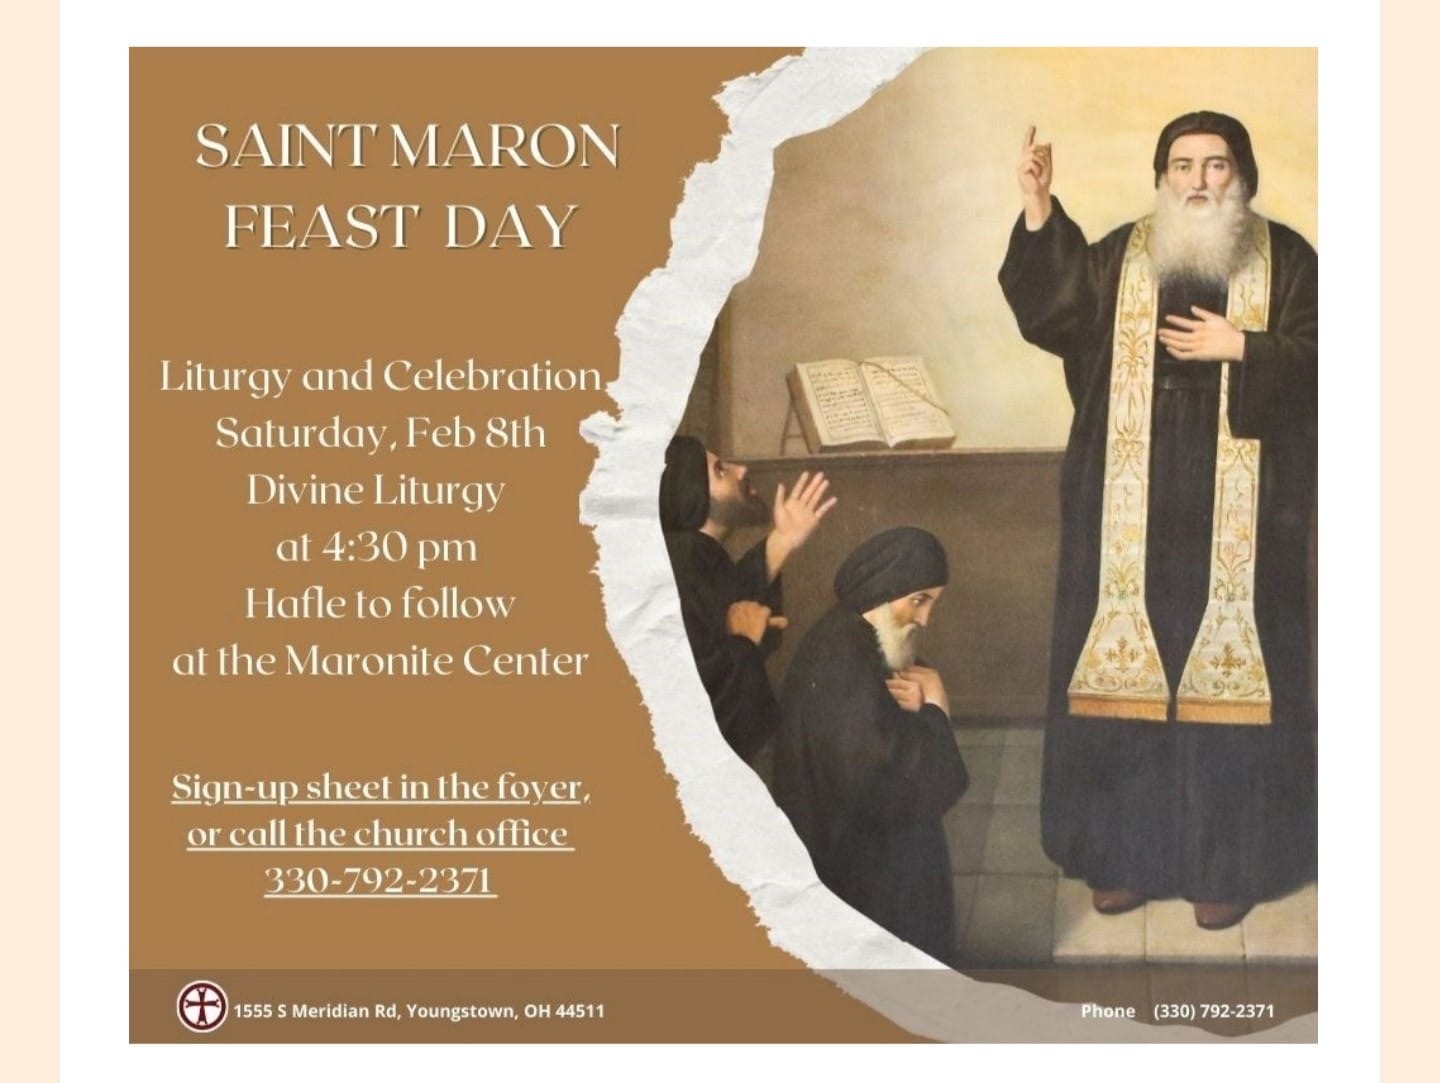 SAINT MARON
FEAST DAY
Liturgy and Celebration
Saturday, Feb 8th
Divine Liturgy
at 4:30 pm
Hafle to follow
at the Maronite Center
Sign-up sheet in the foyer,
or call the church office
330-792-2371
1555 S Meridian Rd, Youngstown, OH 44511
Phone (330) 792-2371